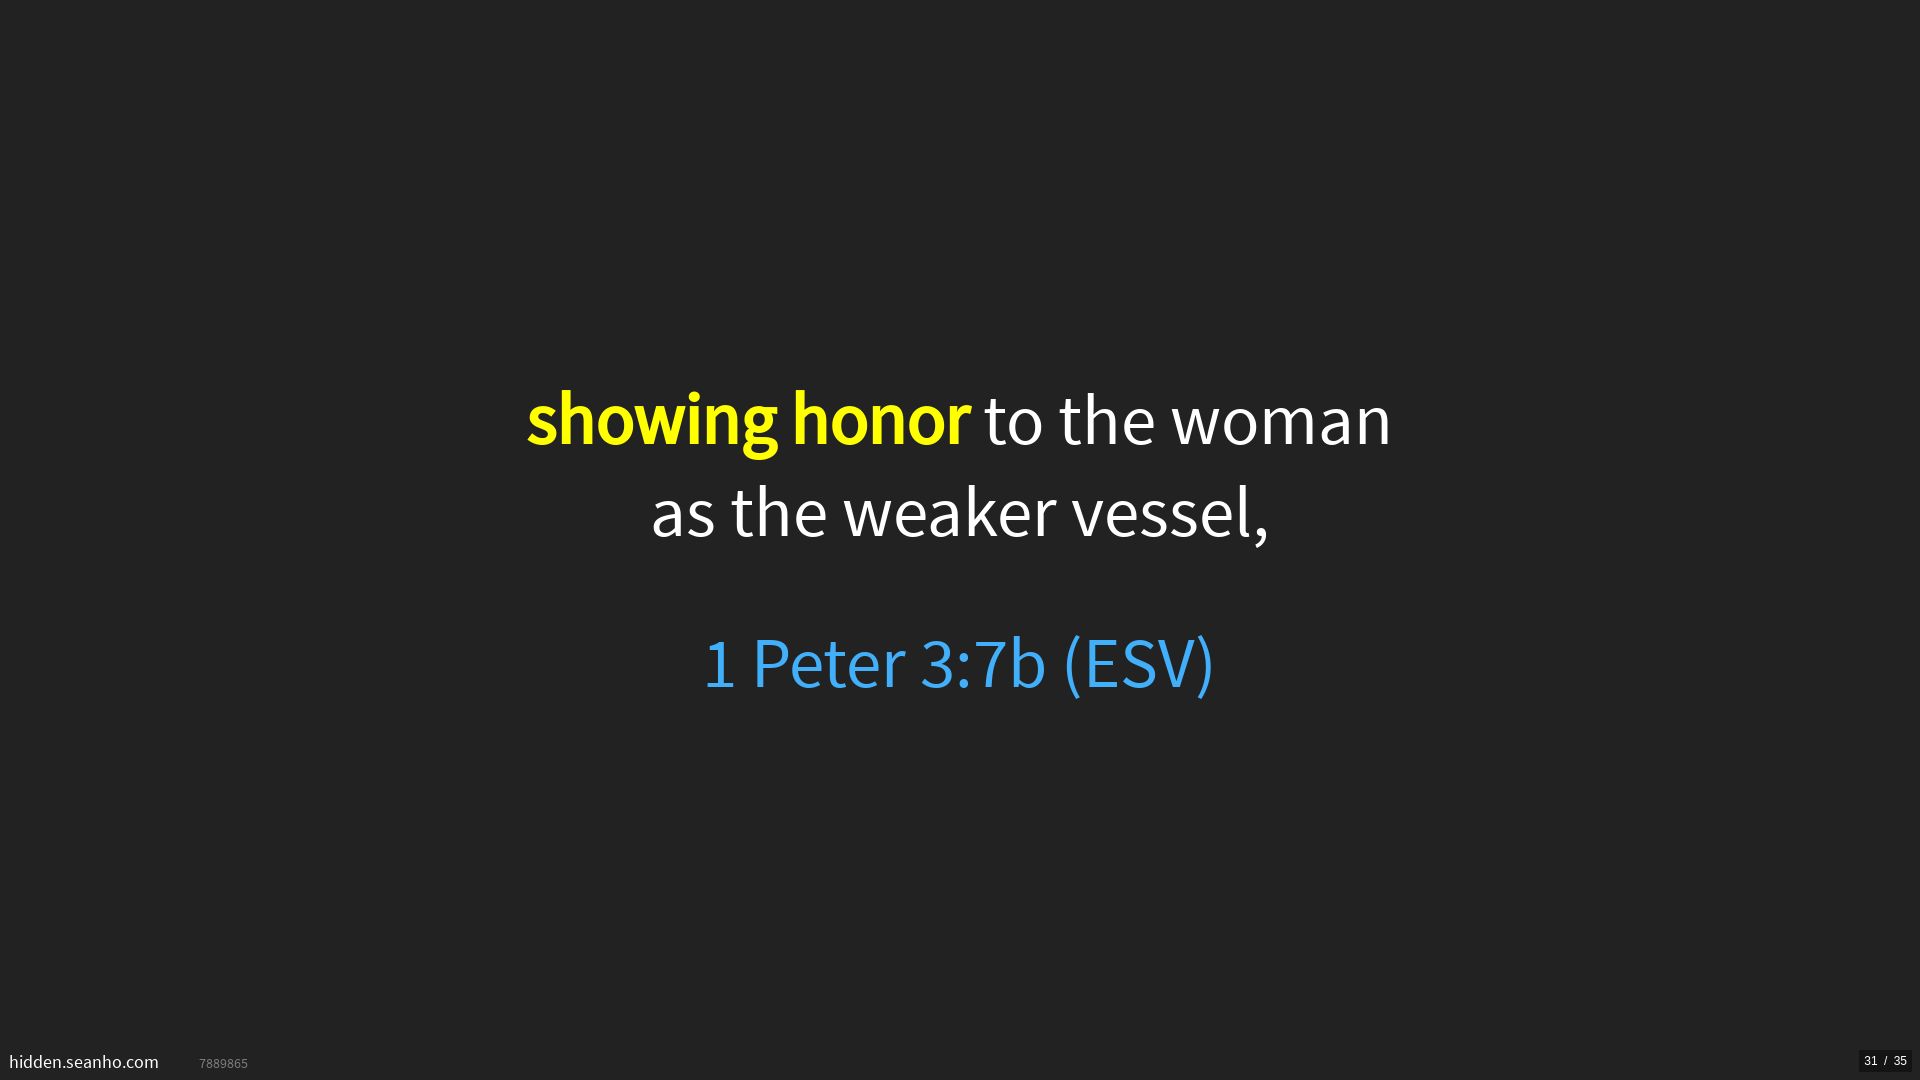 showing honor to the woman
as the weaker vessel,
1 Peter 3:7b (ESV)
hidden.seanho.com 7889865
31 / 35